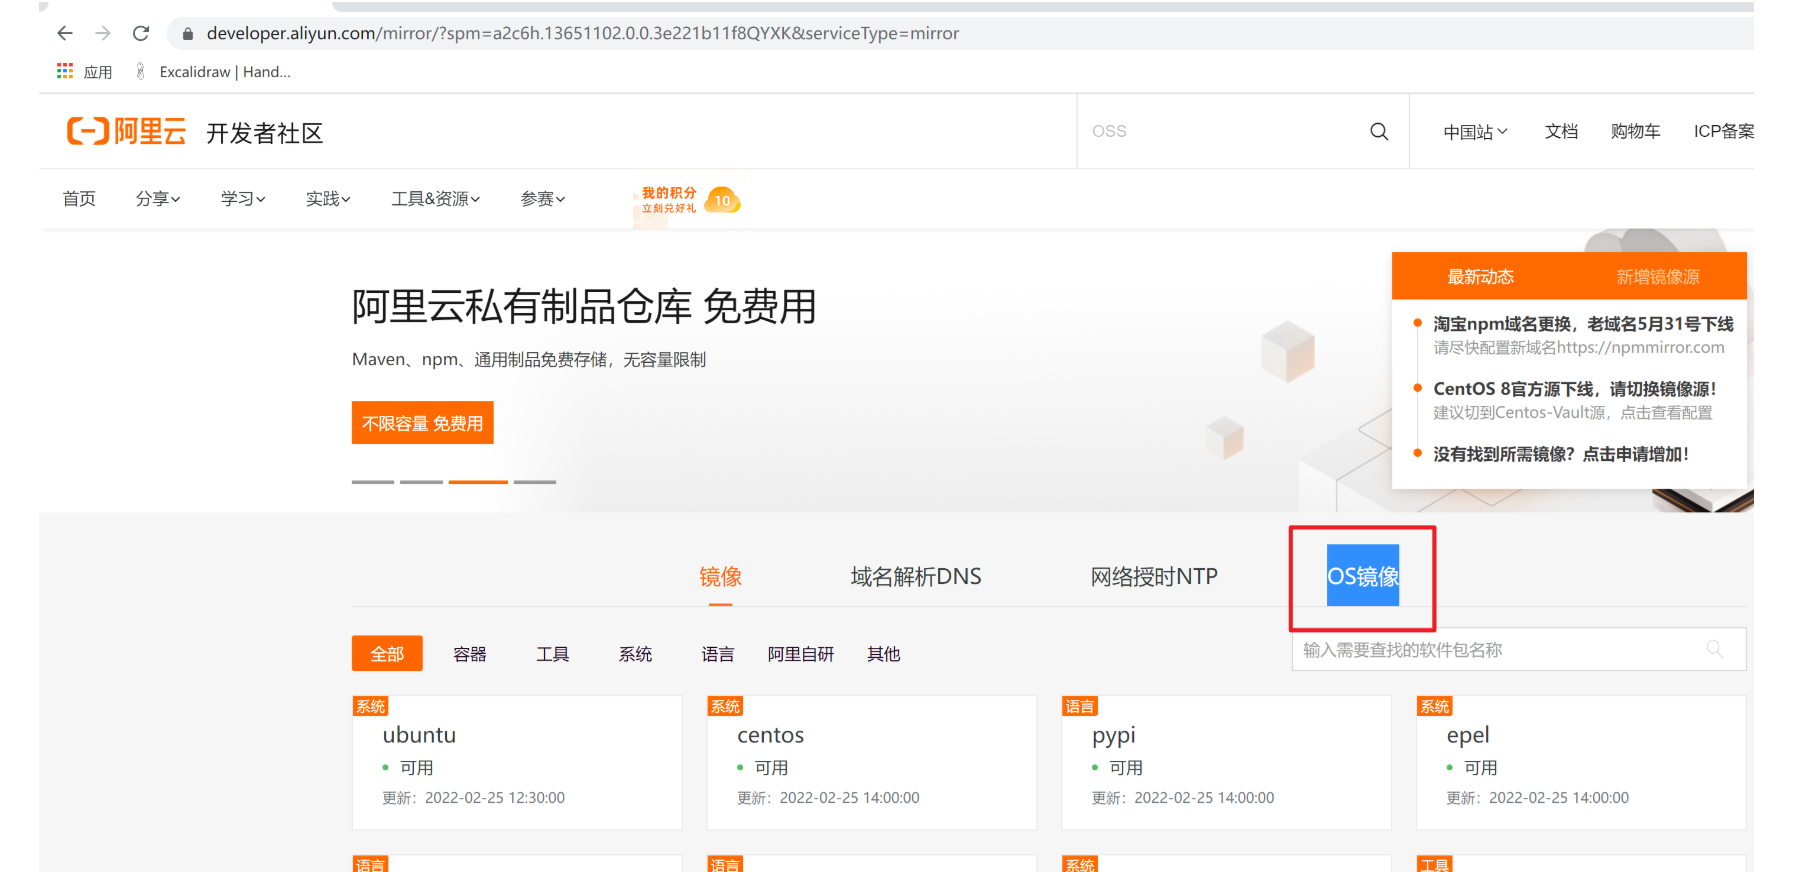 developer.aliyun.com/mirror/?spm=a2c6h.13651102.0.0.3e221b11f8QYXK&serviceType=mirror
应用 Excalidraw | Hand...
阿里云 开发者社区 OSS 中国站 文档 购物车 ICP备案
首页 分享 学习 实践 工具&资源 参赛 我的积分 10
立刻兑好礼
最新动态 新增镜像源
阿里云私有制品仓库 免费用
淘宝npm域名更换，老域名5月31号下线
请尽快配置新域名https://npmmirror.com
Maven、npm、通用制品免费存储，无容量限制
CentOS 8官方源下线，请切换镜像源！
建议切到Centos-Vault源，点击查看配置
不限容量 免费用
没有找到所需镜像？点击申请增加！
镜像 域名解析DNS 网络授时NTP OS镜像
全部 容器 工具 系统 语言 阿里自研 其他 输入需要查找的软件包名称
系统 系统 语言 系统
ubuntu centos pypi epel
可用 可用 可用 可用
更新：2022-02-25 12:30:00 更新：2022-02-25 14:00:00 更新：2022-02-25 14:00:00 更新：2022-02-25 14:00:00
语言 语言 系统 工具